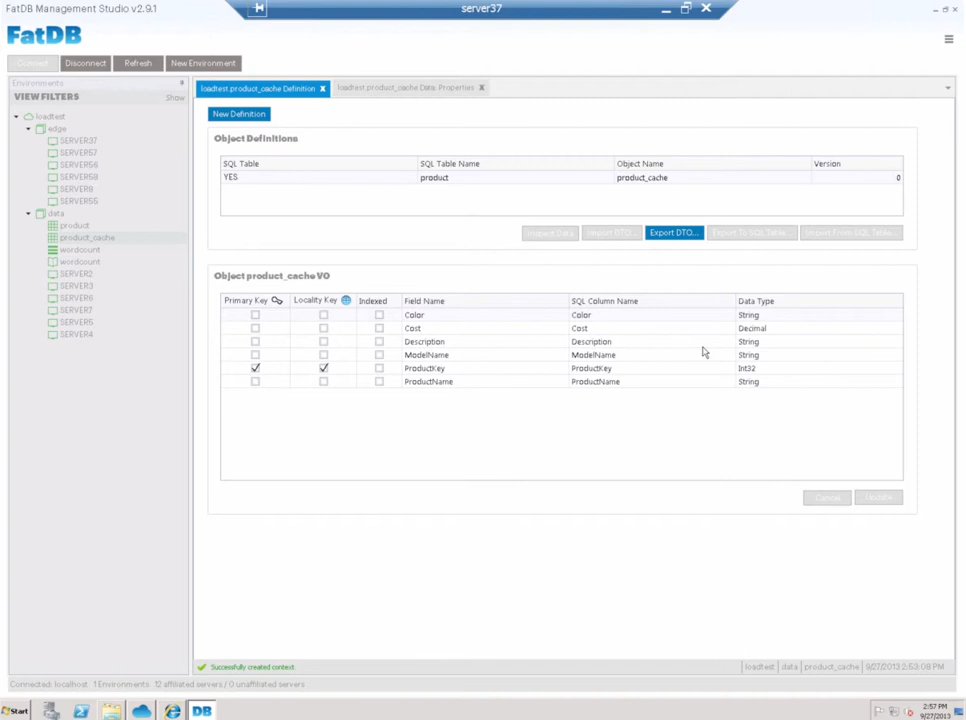 FatDB Management Studio v2.9.1
server37
FatDB
Connect Disconnect Refresh New Environment
Environments
VIEW FILTERS Show
loadtest
edge
SERVER37
SERVER57
SERVER56
SERVER58
SERVER8
SERVER55
data
product
product_cache
wordcount
wordcount
SERVER2
SERVER3
SERVER6
SERVER7
SERVER5
SERVER4
loadtest.product_cache Definition x loadtest.product_cache Data Properties x
New Definition
Object Definitions
SQL Table SQL Table Name Object Name Version
YES product product_cache 0
Inspect Data Import DTO... Export DTO... Export To SQL Table... Import From SQL Table...
Object product_cache V0
Primary Key Locality Key Indexed Field Name SQL Column Name Data Type
Color Color String
Cost Cost Decimal
Description Description String
ModelName ModelName String
ProductKey ProductKey Int32
ProductName ProductName String
Cancel Update
Successfully created context loadtest data product_cache 9/27/2013 2:53:08 PM
Connected: localhost 1 Environments 12 affiliated servers / 0 unaffiliated servers
Start DB 2:57 PM
9/27/2013